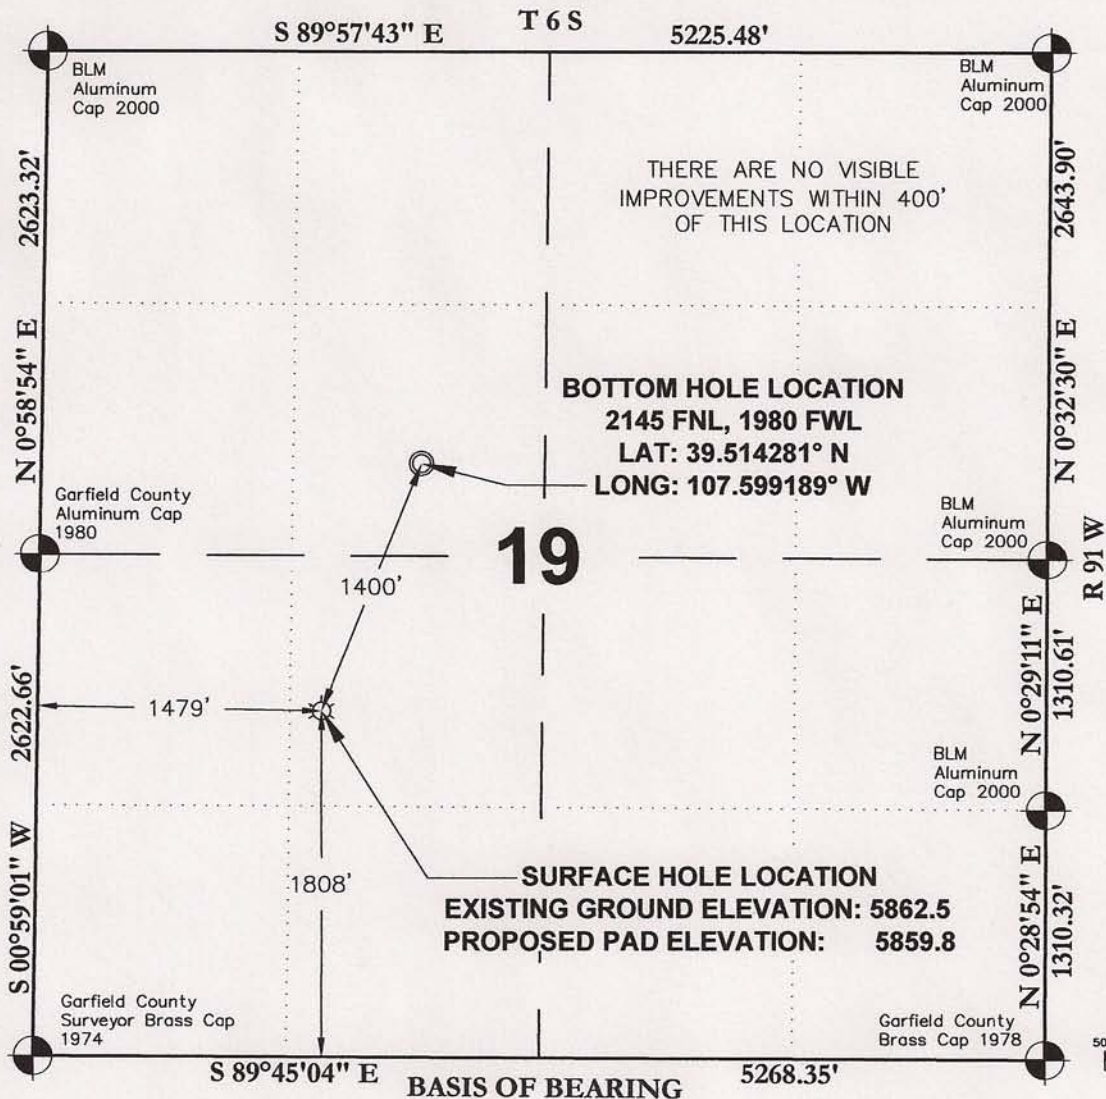 T 6 S
S 89°57'43" E
5225.48'
BLM
Aluminum
Cap 2000
BLM
Aluminum
Cap 2000
2623.32'
N 0°58'54" E
THERE ARE NO VISIBLE
IMPROVEMENTS WITHIN 400'
OF THIS LOCATION
2643.90'
N 0°32'30" E
BOTTOM HOLE LOCATION
2145 FNL, 1980 FWL
LAT: 39.514281° N
LONG: 107.599189° W
Garfield County
Aluminum Cap
1980
19
BLM
Aluminum
Cap 2000
R 91 W
1400'
2622.66'
S 00°59'01" W
1479'
N 0°29'11" E
1310.61'
BLM
Aluminum
Cap 2000
1808'
SURFACE HOLE LOCATION
EXISTING GROUND ELEVATION: 5862.5
PROPOSED PAD ELEVATION: 5859.8
N 0°28'54" E
1310.32'
Garfield County
Surveyor Brass Cap
1974
Garfield County
Brass Cap 1978
S 89°45'04" E
BASIS OF BEARING
5268.35'